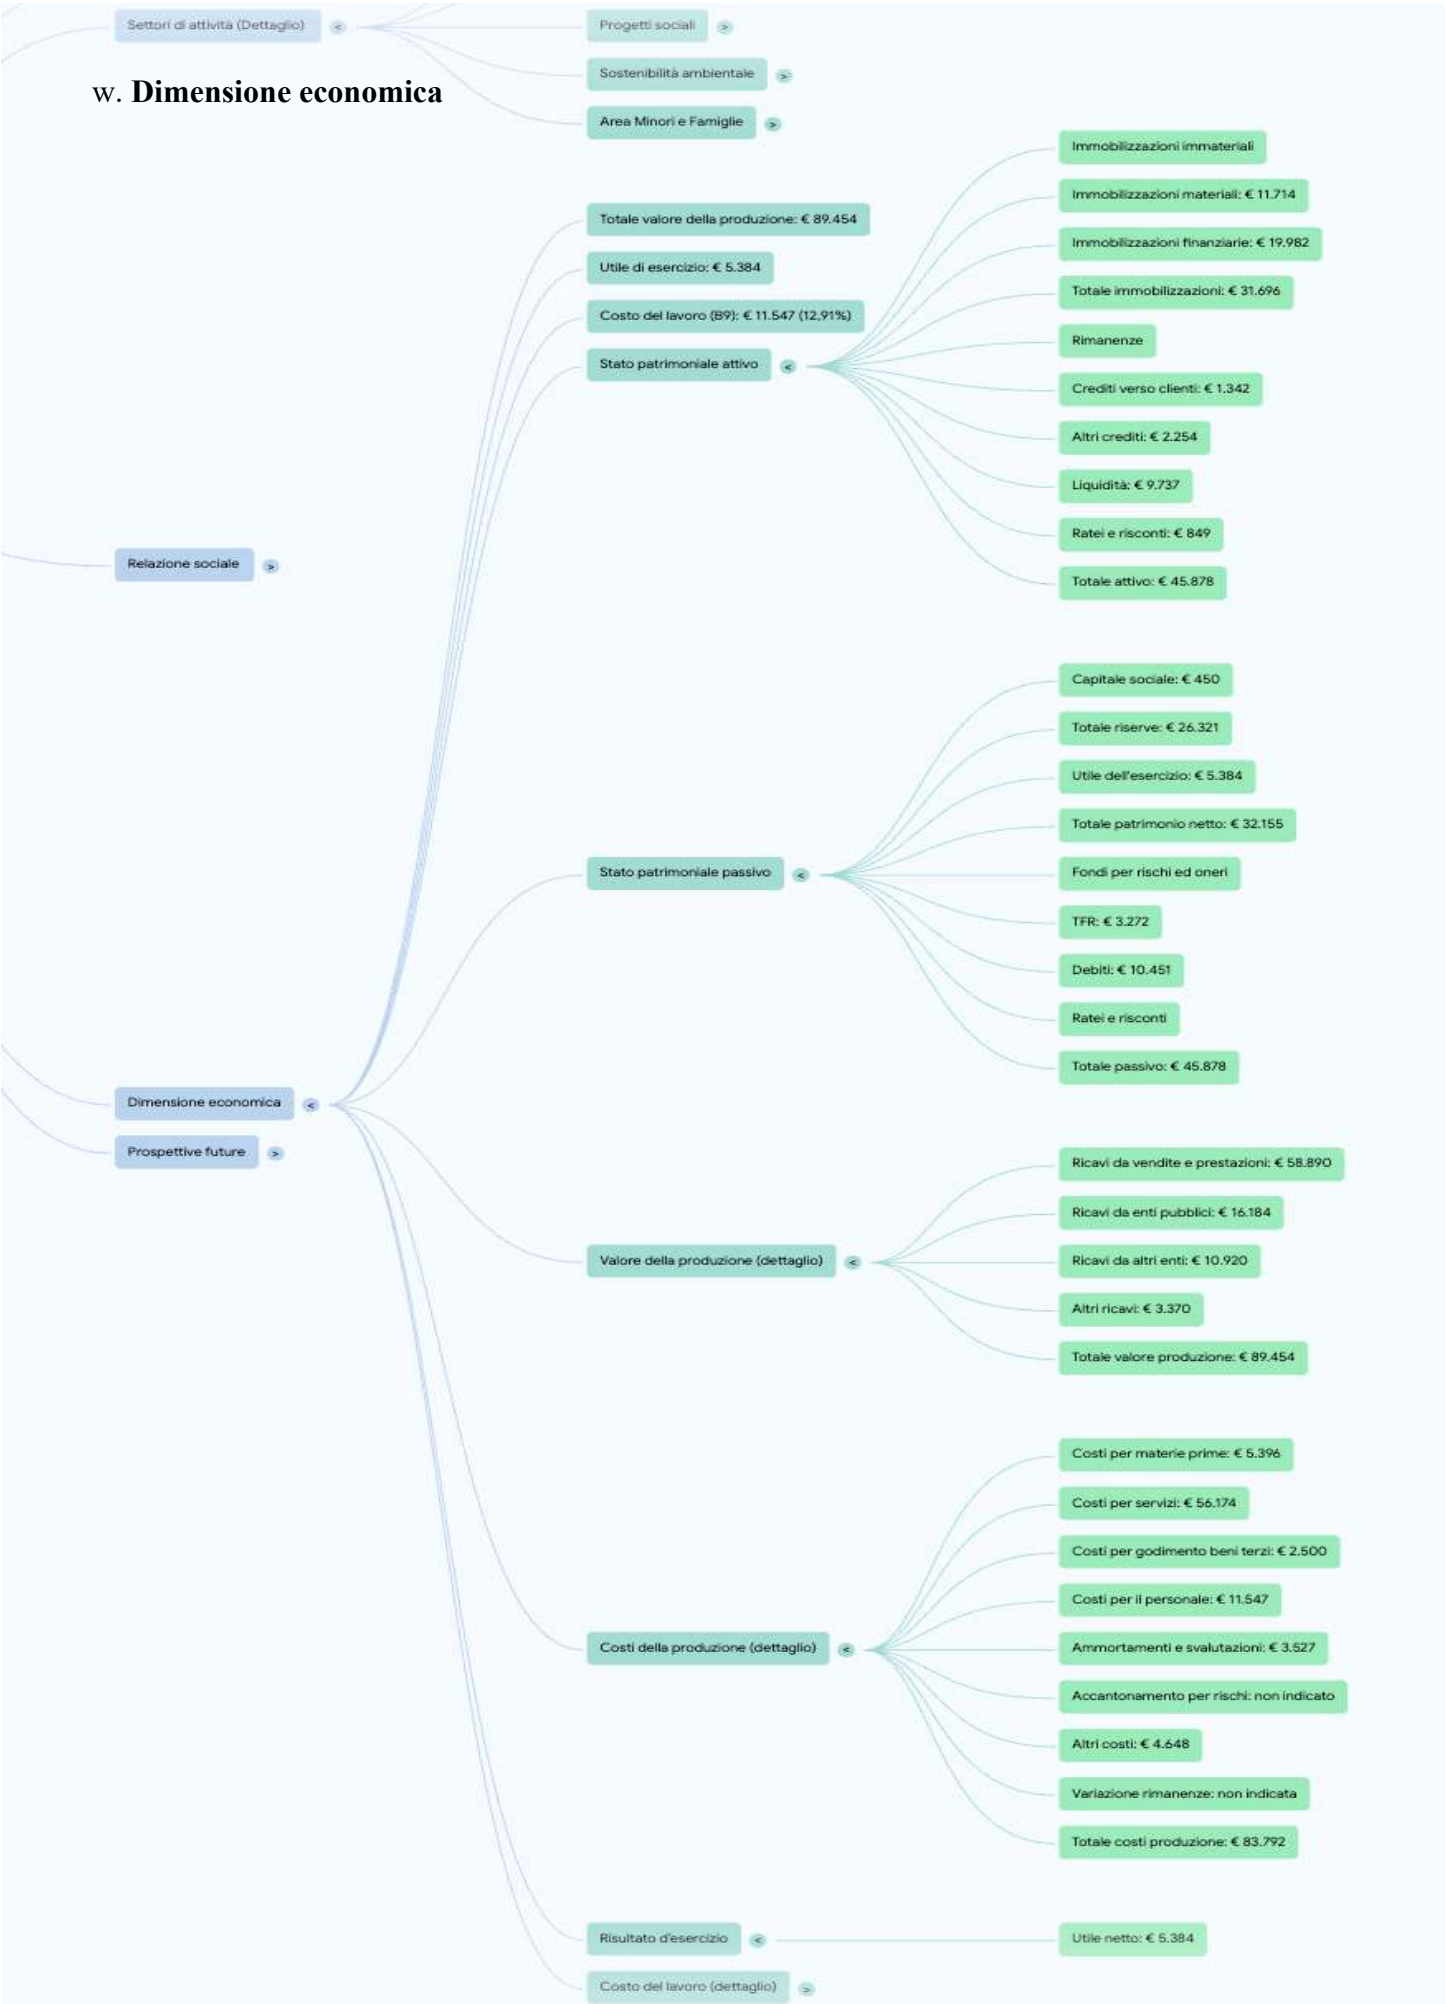 Settori di attività (Dettaglio) <
Progetti sociali >
Sostenibilità ambientale >
w. Dimensione economica
Area Minori e Famiglie >
Totale valore della produzione: € 89.454
Utile di esercizio: € 5.384
Costo del lavoro (B9): € 11.547 (12,91%)
Stato patrimoniale attivo <
Immobilizzazioni immateriali
Immobilizzazioni materiali: € 11.714
Immobilizzazioni finanziarie: € 19.982
Totale immobilizzazioni: € 31.696
Rimanenze
Crediti verso clienti: € 1.342
Altri crediti: € 2.254
Liquidità: € 9.737
Ratei e risconti: € 849
Totale attivo: € 45.878
Relazione sociale >
Capitale sociale: € 450
Totale riserve: € 26.321
Utile dell'esercizio: € 5.384
Totale patrimonio netto: € 32.155
Stato patrimoniale passivo <
Fondi per rischi ed oneri
TFR: € 3.272
Debiti: € 10.451
Ratei e risconti
Totale passivo: € 45.878
Dimensione economica <
Prospettive future >
Ricavi da vendite e prestazioni: € 58.890
Ricavi da enti pubblici: € 16.184
Valore della produzione (dettaglio) <
Ricavi da altri enti: € 10.920
Altri ricavi: € 3.370
Totale valore produzione: € 89.454
Costi per materie prime: € 5.396
Costi per servizi: € 56.174
Costi per godimento beni terzi: € 2.500
Costi per il personale: € 11.547
Costi della produzione (dettaglio) <
Ammortamenti e svalutazioni: € 3.527
Accantonamento per rischi: non indicato
Altri costi: € 4.648
Variazione rimanenze: non indicata
Totale costi produzione: € 83.792
Risultato d'esercizio <
Utile netto: € 5.384
Costo del lavoro (dettaglio) >